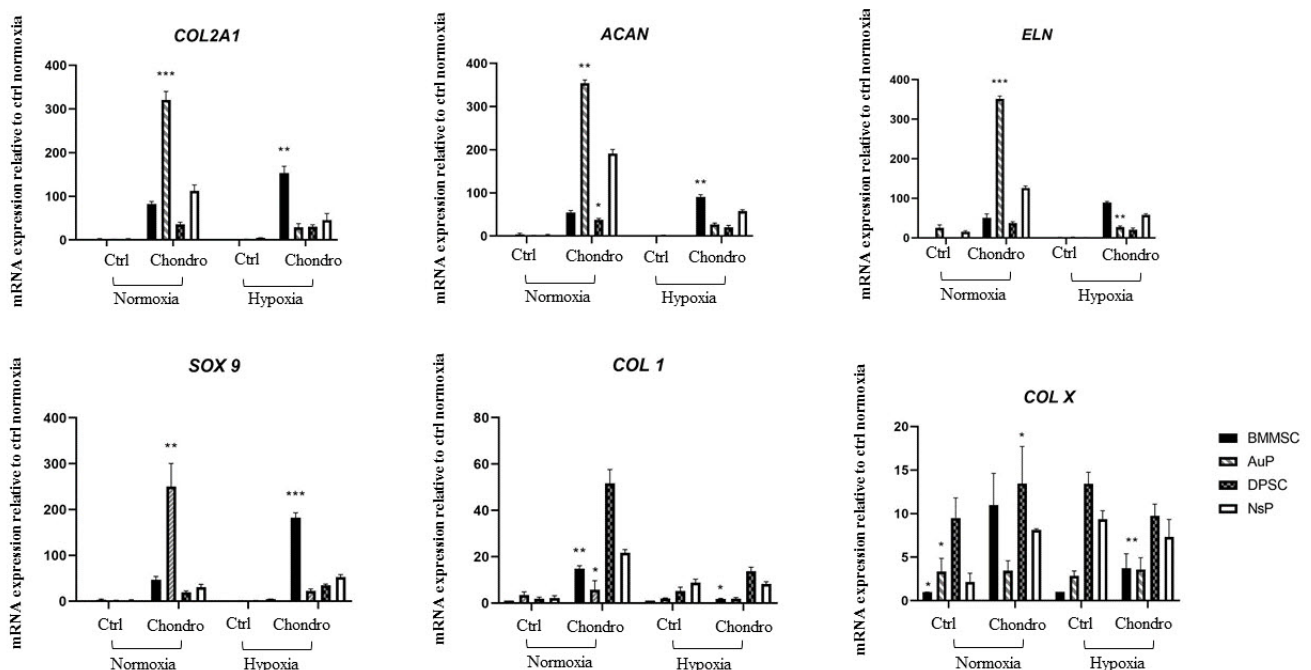 COL2A1
mRNA expression relative to ctrl normoxia
400
300
200
100
0
***
**
Ctrl Chondro Ctrl Chondro
Normoxia Hypoxia
ACAN
mRNA expression relative to ctrl normoxia
400
300
200
100
0
**
*
**
Ctrl Chondro Ctrl Chondro
Normoxia Hypoxia
ELN
mRNA expression relative to ctrl normoxia
400
300
200
100
0
***
**
Ctrl Chondro Ctrl Chondro
Normoxia Hypoxia
SOX 9
mRNA expression relative to ctrl normoxia
400
300
200
100
0
**
***
Ctrl Chondro Ctrl Chondro
Normoxia Hypoxia
COL 1
mRNA expression relative to ctrl normoxia
80
60
40
20
0
**
*
*
Ctrl Chondro Ctrl Chondro
Normoxia Hypoxia
COL X
mRNA expression relative to ctrl normoxia
20
15
10
5
0
*
*
*
**
Ctrl Chondro Ctrl Chondro
Normoxia Hypoxia
BMMSC
AuP
DPSC
NsP